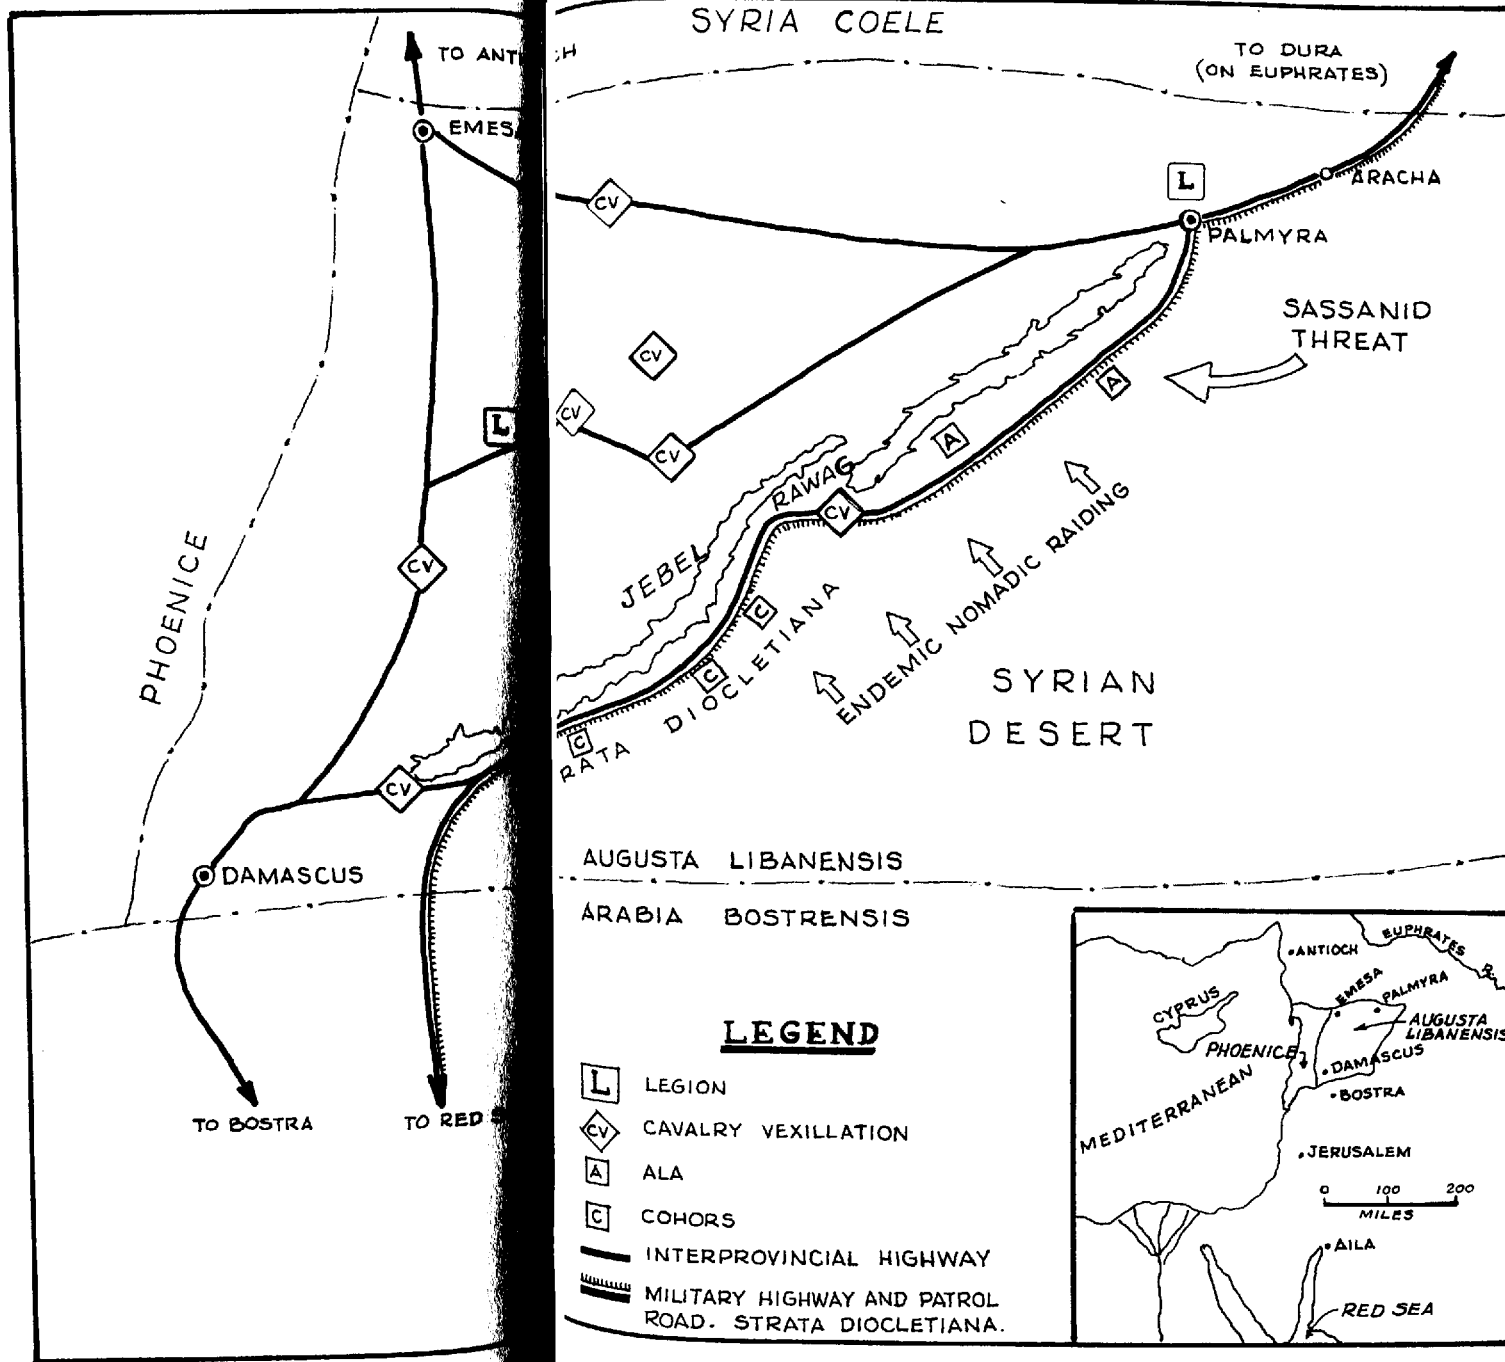 SYRIA COELE
TO ANT CH
TO DURA
(ON EUPHRATES)
EMES
CV
L
ARACHA
PALMYRA
SASSANID
THREAT
CV
CV
L
CV
A
A
JEBEL RAWAG
CV
ENDEMIC NOMADIC RAIDING
PHOENICE
CV
C
C
C
RATA DIOCLETIANA
SYRIAN
DESERT
CV
DAMASCUS
AUGUSTA LIBANENSIS
ARABIA BOSTRENSIS
TO BOSTRA
TO RED S
LEGEND
L LEGION
CV CAVALRY VEXILLATION
A ALA
C COHORS
INTERPROVINCIAL HIGHWAY
MILITARY HIGHWAY AND PATROL
ROAD. STRATA DIOCLETIANA.
ANTIOCH
EUPHRATES R.
CYPRUS
EMESA
PALMYRA
AUGUSTA
LIBANENSIS
PHOENICE
DAMASCUS
BOSTRA
MEDITERRANEAN
JERUSALEM
0 100 200
MILES
AILA
RED SEA